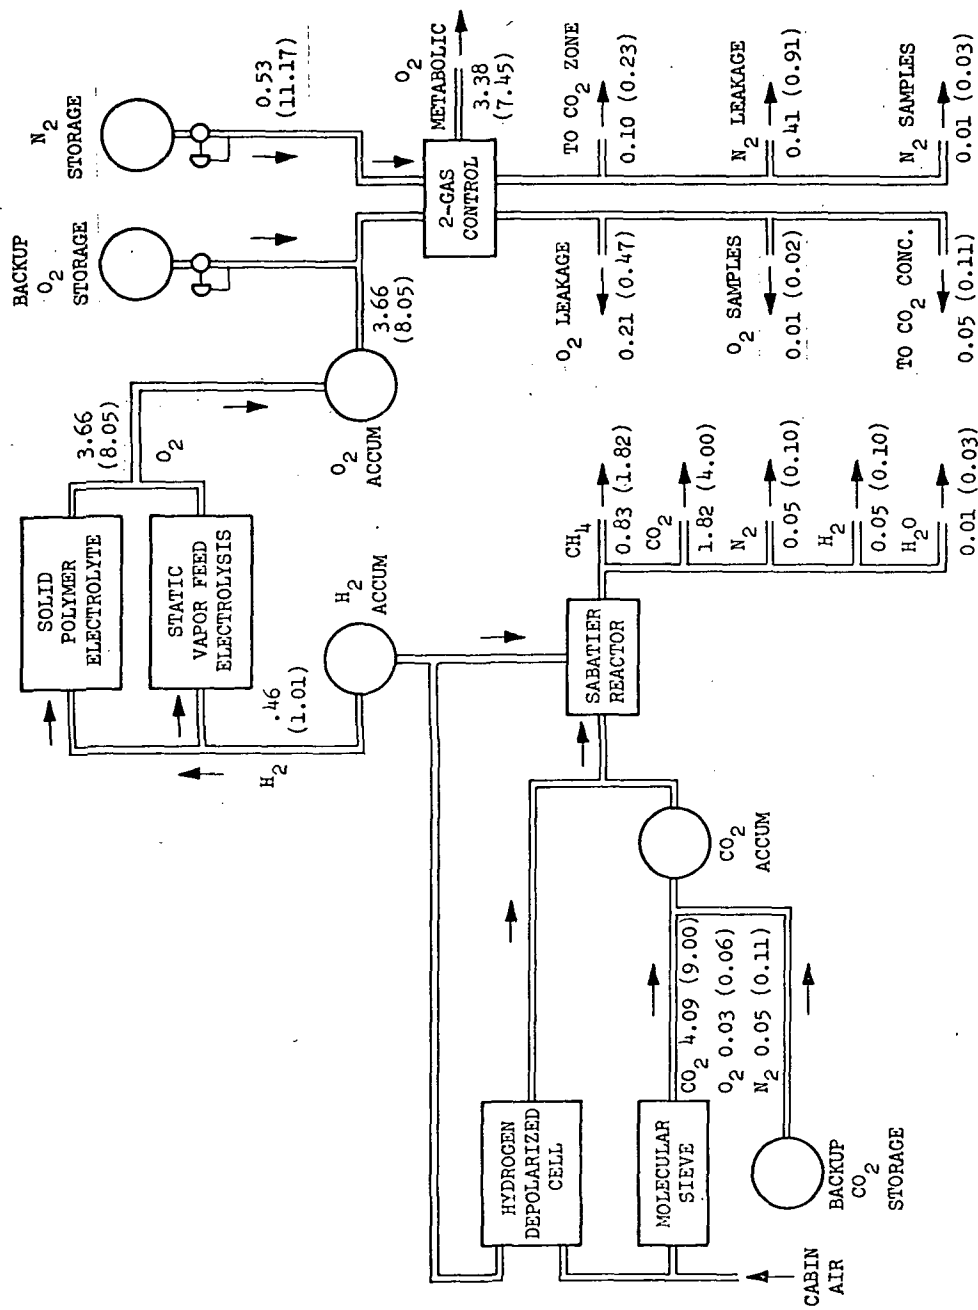 N2
STORAGE
0.53
(11.17)
BACKUP
O2
STORAGE
O2
METABOLIC
3.38
(7.45)
2-GAS
CONTROL
TO CO2 ZONE
0.10 (0.23)
N2 LEAKAGE
0.41 (0.91)
N2 SAMPLES
0.01 (0.03)
O2 LEAKAGE
0.21 (0.47)
O2 SAMPLES
0.01 (0.02)
TO CO2 CONC.
0.05 (0.11)
3.66
(8.05)
3.66
(8.05)
O2
O2
ACCUM
SOLID
POLYMER
ELECTROLYTE
STATIC
VAPOR FEED
ELECTROLYSIS
.46
(1.01)
H2
H2
ACCUM
SABATIER
REACTOR
CH4
0.83 (1.82)
CO2
1.82 (4.00)
N2
0.05 (0.10)
H2
0.05 (0.10)
H2O
0.01 (0.03)
CO2
ACCUM
HYDROGEN
DEPOLARIZED
CELL
MOLECULAR
SIEVE
CO2 4.09 (9.00)
O2 0.03 (0.06)
N2 0.05 (0.11)
BACKUP
CO2
STORAGE
CABIN
AIR